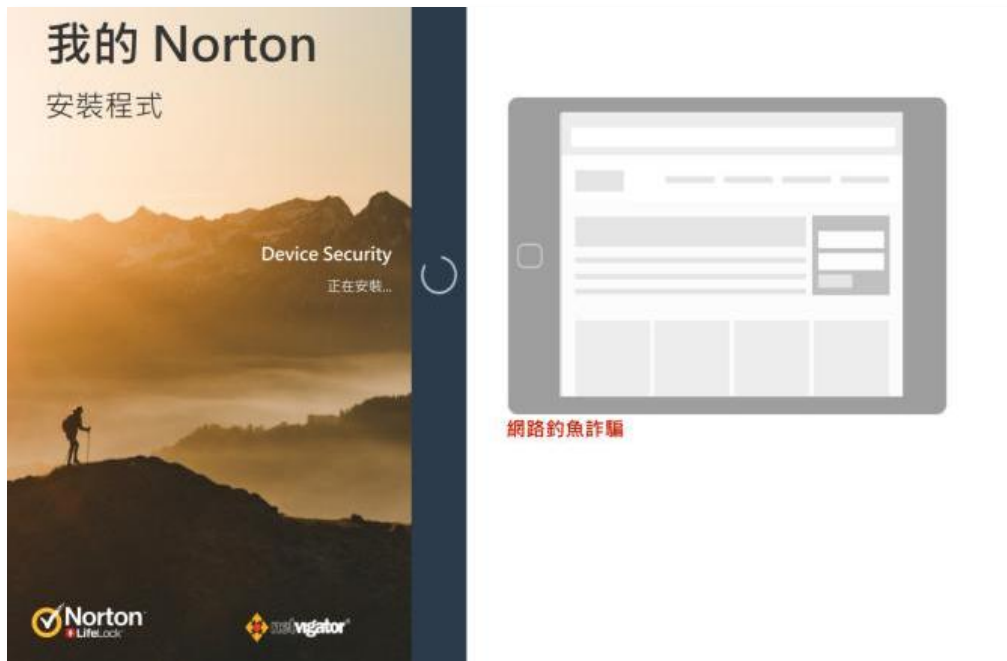 我的 Norton
安裝程式
Device Security
正在安裝...
網路釣魚詐騙
Norton
LifeLock
netvigator